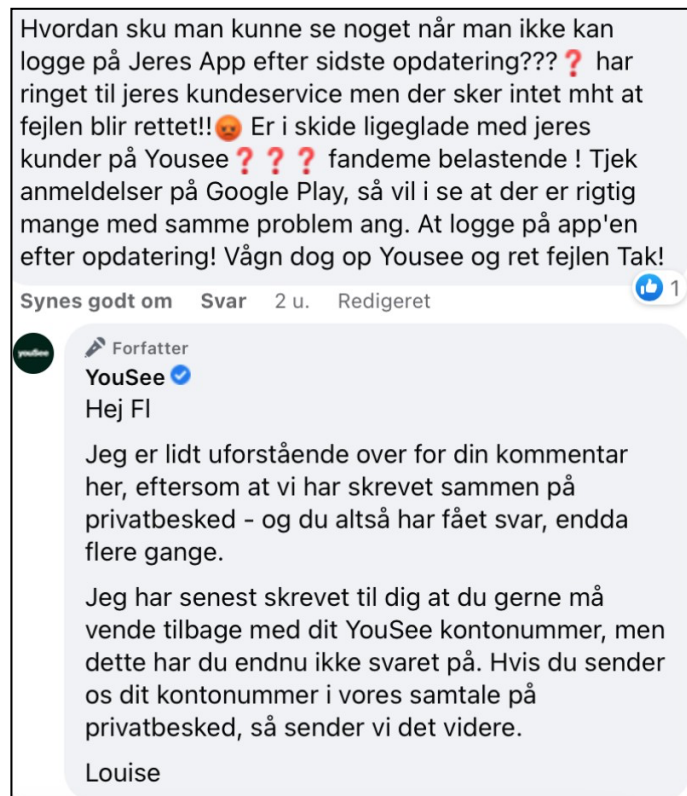 Hvordan sku man kunne se noget når man ikke kan
logge på Jeres App efter sidste opdatering???❓ har
ringet til jeres kundeservice men der sker intet mht at
fejlen blir rettet!!😡 Er i skide ligeglade med jeres
kunder på Yousee❓❓❓ fandeme belastende ! Tjek
anmeldelser på Google Play, så vil i se at der er rigtig
mange med samme problem ang. At logge på app'en
efter opdatering! Vågn dog op Yousee og ret fejlen Tak!
1
Synes godt om Svar 2 u. Redigeret
youSee
Forfatter
YouSee
Hej Fl
Jeg er lidt uforstående over for din kommentar
her, eftersom at vi har skrevet sammen på
privatbesked - og du altså har fået svar, endda
flere gange.
Jeg har senest skrevet til dig at du gerne må
vende tilbage med dit YouSee kontonummer, men
dette har du endnu ikke svaret på. Hvis du sender
os dit kontonummer i vores samtale på
privatbesked, så sender vi det videre.
Louise